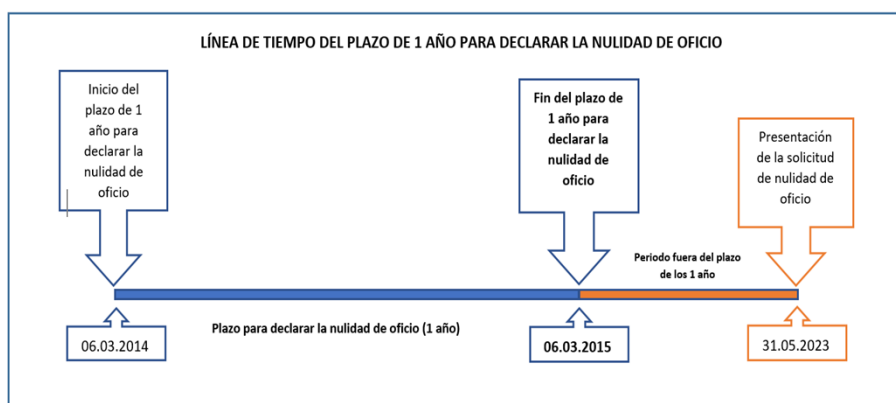 LÍNEA DE TIEMPO DEL PLAZO DE 1 AÑO PARA DECLARAR LA NULIDAD DE OFICIO
Inicio del
plazo de 1
año para
declarar la
nulidad de
oficio
Fin del plazo de
1 año para
declarar la
nulidad de
oficio
Presentación
de la solicitud
de nulidad de
oficio
Periodo fuera del plazo
de los 1 año
Plazo para declarar la nulidad de oficio (1 año)
06.03.2014
06.03.2015
31.05.2023